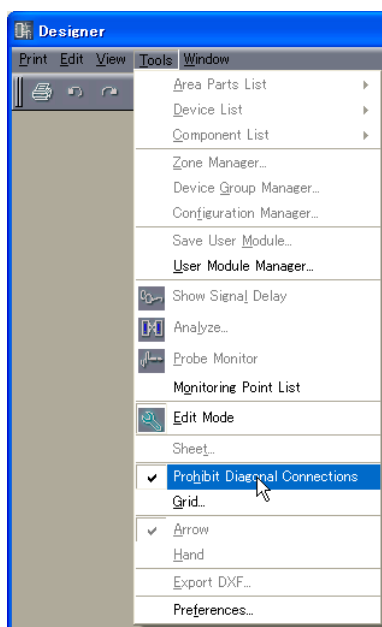 Designer
Print Edit View Tools Window
Area Parts List
Device List
Component List
Zone Manager...
Device Group Manager...
Configuration Manager...
Save User Module...
User Module Manager...
Show Signal Delay
Analyze...
Probe Monitor
Monitoring Point List
Edit Mode
Sheet...
Prohibit Diagonal Connections
Grid...
Arrow
Hand
Export DXF...
Preferences...